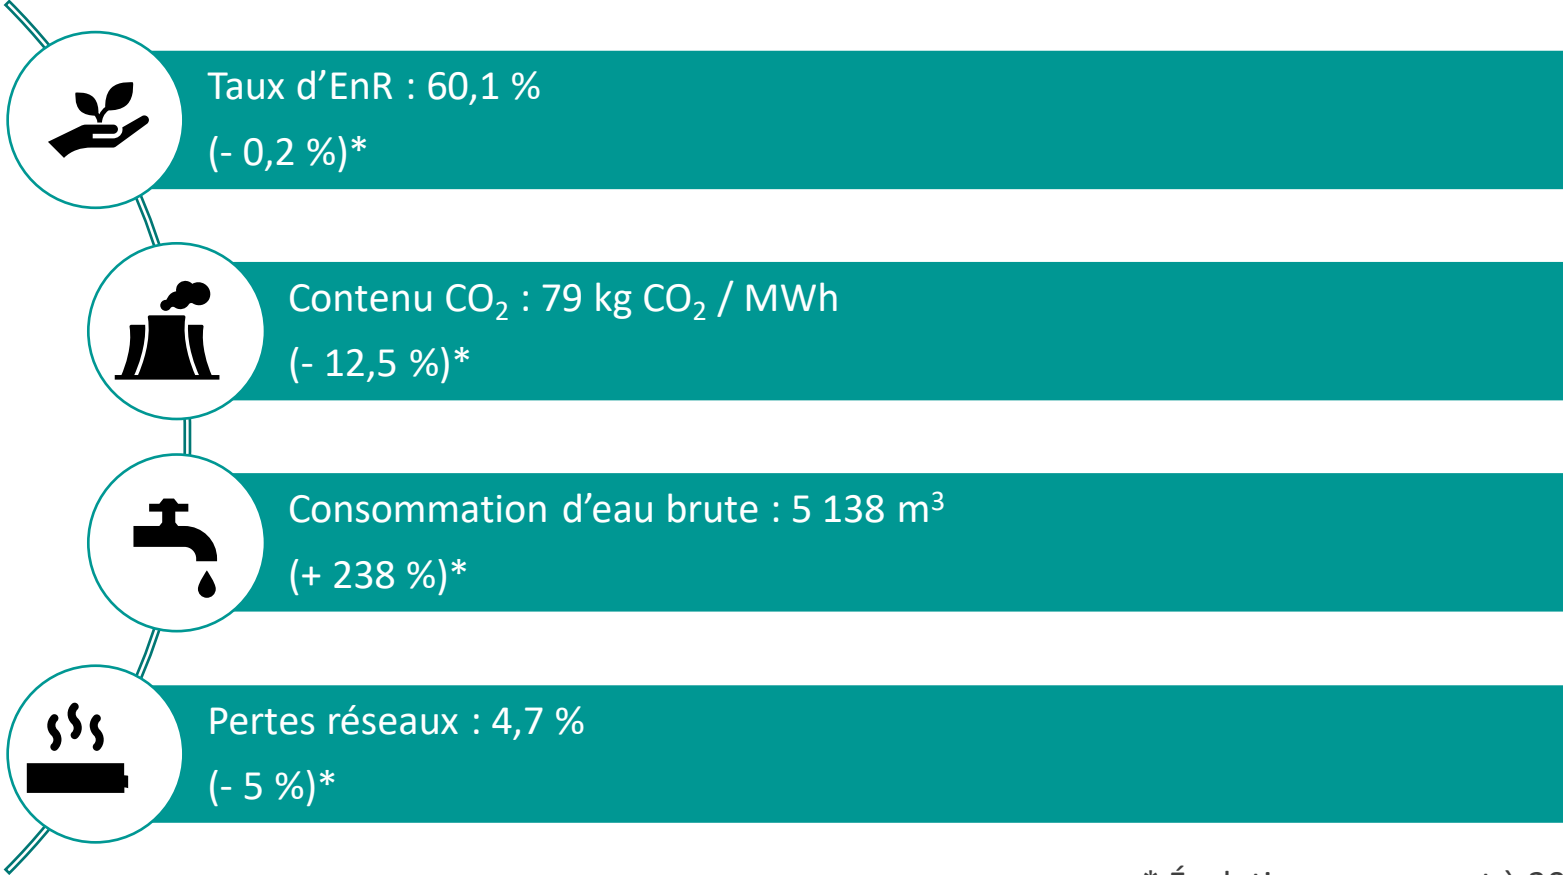 Taux d’EnR : 60,1 %
(- 0,2 %)*
Contenu CO₂ : 79 kg CO₂ / MWh
(- 12,5 %)*
Consommation d’eau brute : 5 138 m³
(+ 238 %)*
Pertes réseaux : 4,7 %
(- 5 %)*